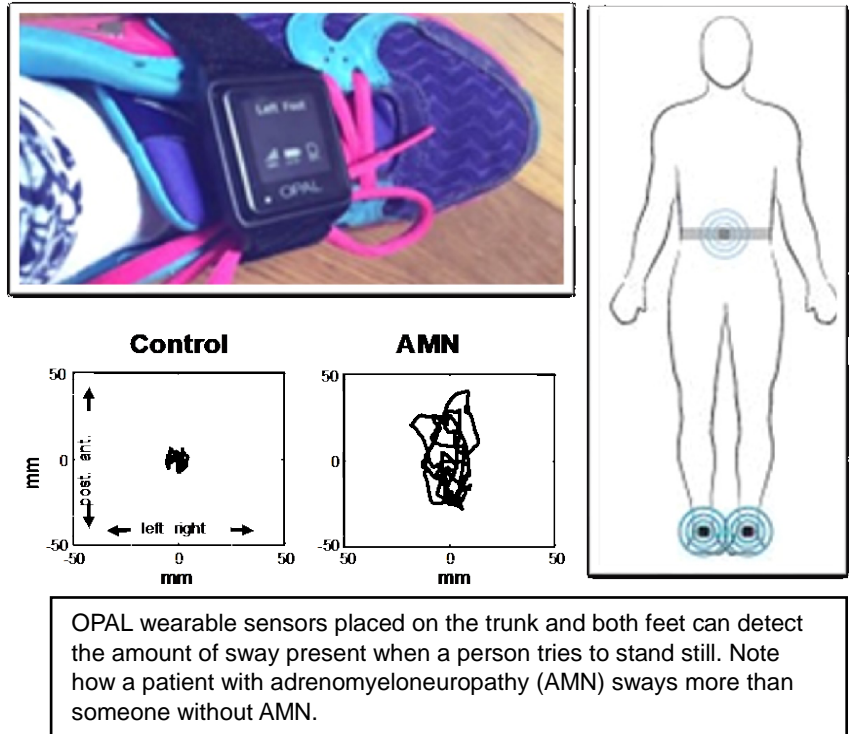 Left Foot
OPAL
Control
AMN
50
0
-50
mm
post. ant.
left right
-50
0
50
mm
50
0
-50
-50
0
50
mm
OPAL wearable sensors placed on the trunk and both feet can detect
the amount of sway present when a person tries to stand still. Note
how a patient with adrenomyeloneuropathy (AMN) sways more than
someone without AMN.